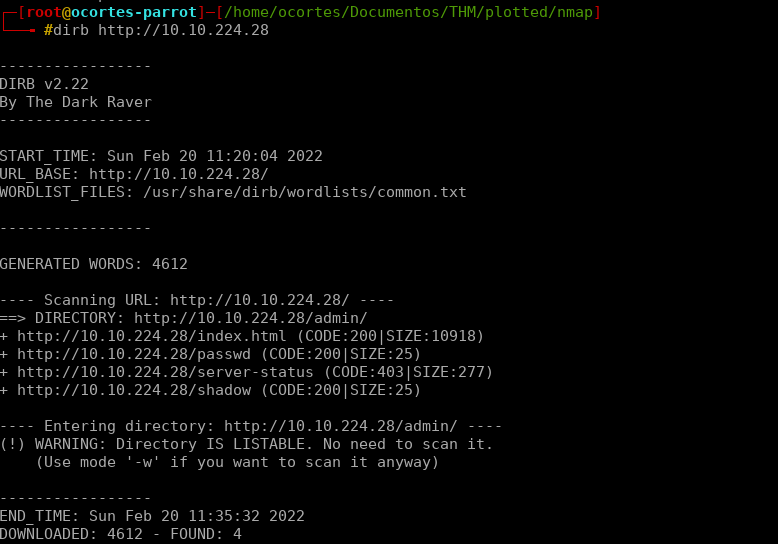 ┌─[root@ocortes-parrot]─[/home/ocortes/Documentos/THM/plotted/nmap]
└──╼ #dirb http://10.10.224.28
-----------------
DIRB v2.22
By The Dark Raver
-----------------
START_TIME: Sun Feb 20 11:20:04 2022
URL_BASE: http://10.10.224.28/
WORDLIST_FILES: /usr/share/dirb/wordlists/common.txt
-----------------
GENERATED WORDS: 4612
---- Scanning URL: http://10.10.224.28/ ----
==> DIRECTORY: http://10.10.224.28/admin/
+ http://10.10.224.28/index.html (CODE:200|SIZE:10918)
+ http://10.10.224.28/passwd (CODE:200|SIZE:25)
+ http://10.10.224.28/server-status (CODE:403|SIZE:277)
+ http://10.10.224.28/shadow (CODE:200|SIZE:25)
---- Entering directory: http://10.10.224.28/admin/ ----
(!) WARNING: Directory IS LISTABLE. No need to scan it.
    (Use mode '-w' if you want to scan it anyway)
-----------------
END_TIME: Sun Feb 20 11:35:32 2022
DOWNLOADED: 4612 - FOUND: 4